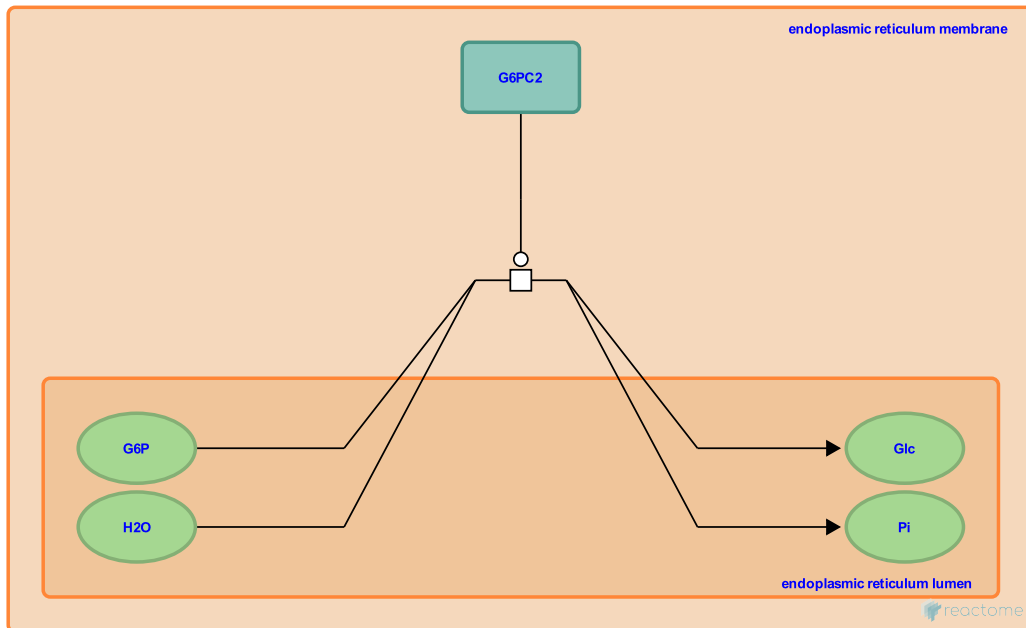 endoplasmic reticulum membrane
G6PC2
G6P
Glc
H2O
Pi
endoplasmic reticulum lumen
reactome